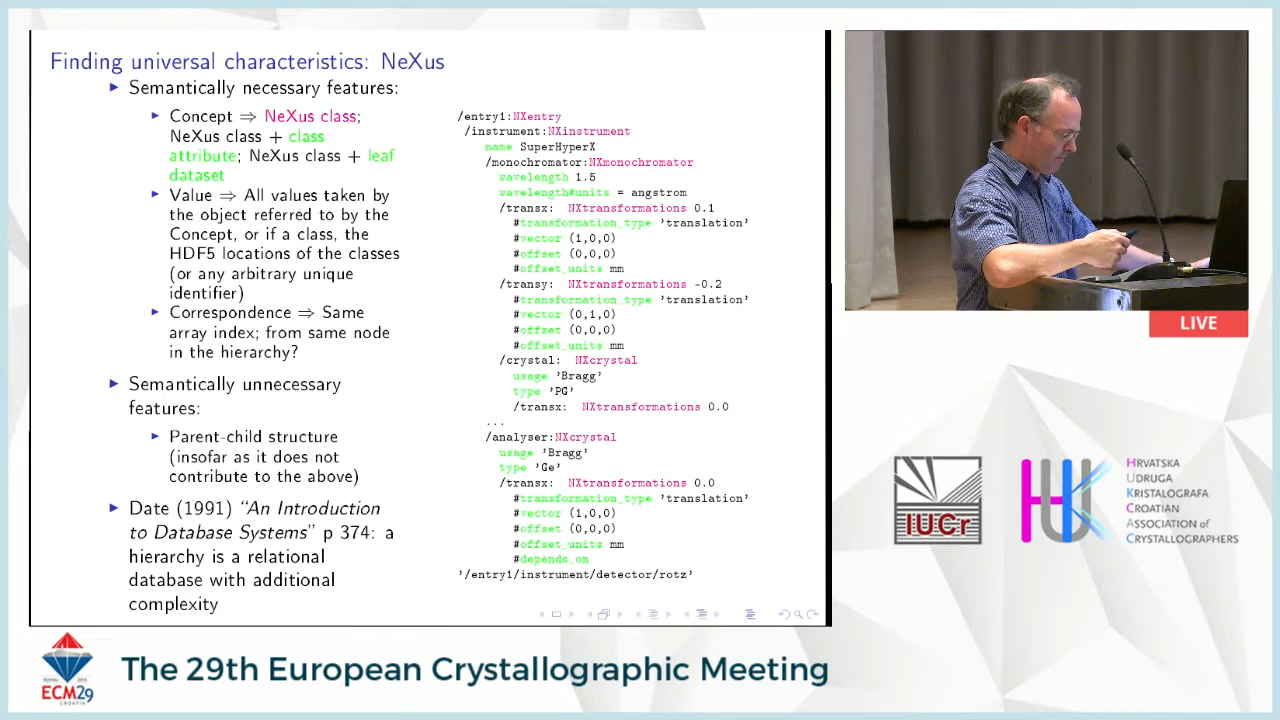 Finding universal characteristics: NeXus
▶ Semantically necessary features:
▶ Concept ⇒ NeXus class;
NeXus class + class
attribute; NeXus class + leaf
dataset
▶ Value ⇒ All values taken by
the object referred to by the
Concept, or if a class, the
HDF5 locations of the classes
(or any arbitrary unique
identifier)
▶ Correspondence ⇒ Same
array index; from same node
in the hierarchy?
▶ Semantically unnecessary
features:
▶ Parent-child structure
(insofar as it does not
contribute to the above)
▶ Date (1991) “An Introduction
to Database Systems” p 374: a
hierarchy is a relational
database with additional
complexity
/entry1:NXentry
/instrument:NXinstrument
name SuperHyperX
/monochromator:NXmonochromator
wavelength 1.5
wavelength#units = angstrom
/transx: NXtransformations 0.1
#transformation_type 'translation'
#vector (1,0,0)
#offset (0,0,0)
#offset_units mm
/transy: NXtransformations -0.2
#transformation_type 'translation'
#vector (0,1,0)
#offset (0,0,0)
#offset_units mm
/crystal: NXcrystal
usage 'Bragg'
type 'PG'
/transx: NXtransformations 0.0
...
/analyser:NXcrystal
usage 'Bragg'
type 'Ge'
/transx: NXtransformations 0.0
#transformation_type 'translation'
#vector (1,0,0)
#offset (0,0,0)
#offset_units mm
#depends_on
'/entry1/instrument/detector/rotz'
LIVE
IUCr
HUK
HRVATSKA
UDRUGA
KRISTALOGRAFA
CROATIAN
ASSOCIATION of
CRYSTALLOGRAPHERS
ECM29
CROATIA
The 29th European Crystallographic Meeting